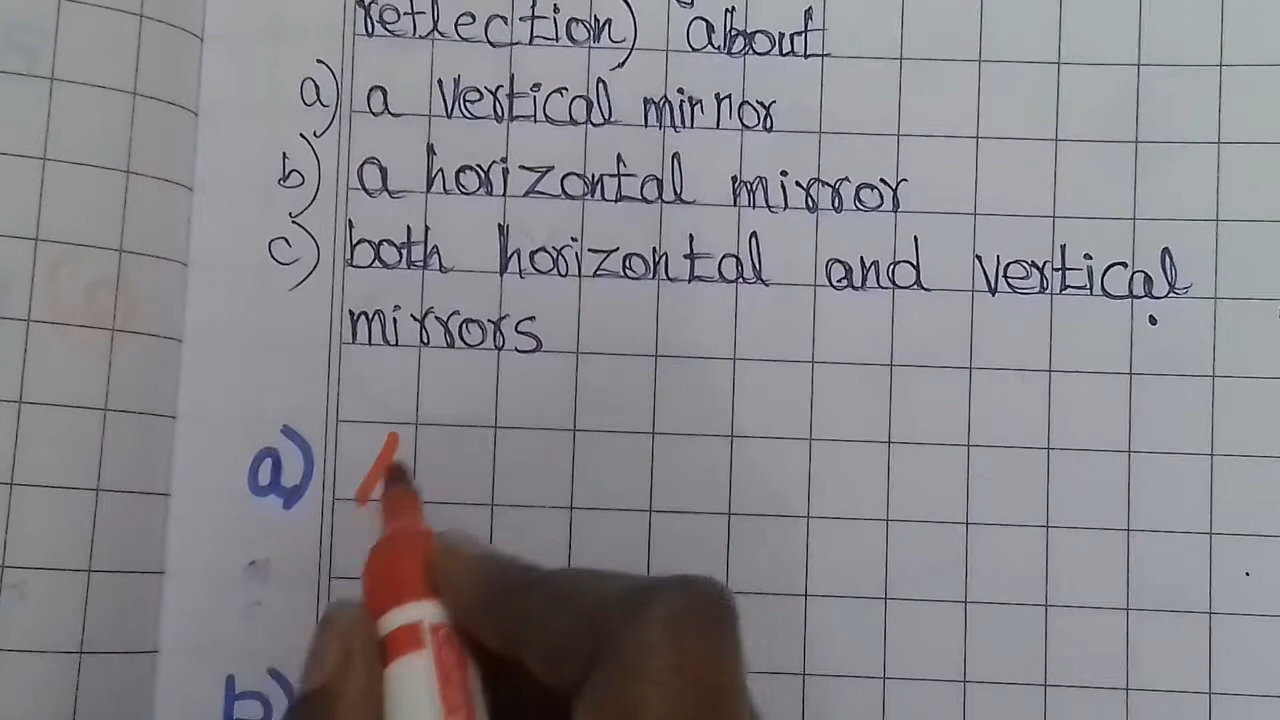 reflection) about
a) a vertical mirror
b) a horizontal mirror
c) both horizontal and vertical
mirrors
a)
b)